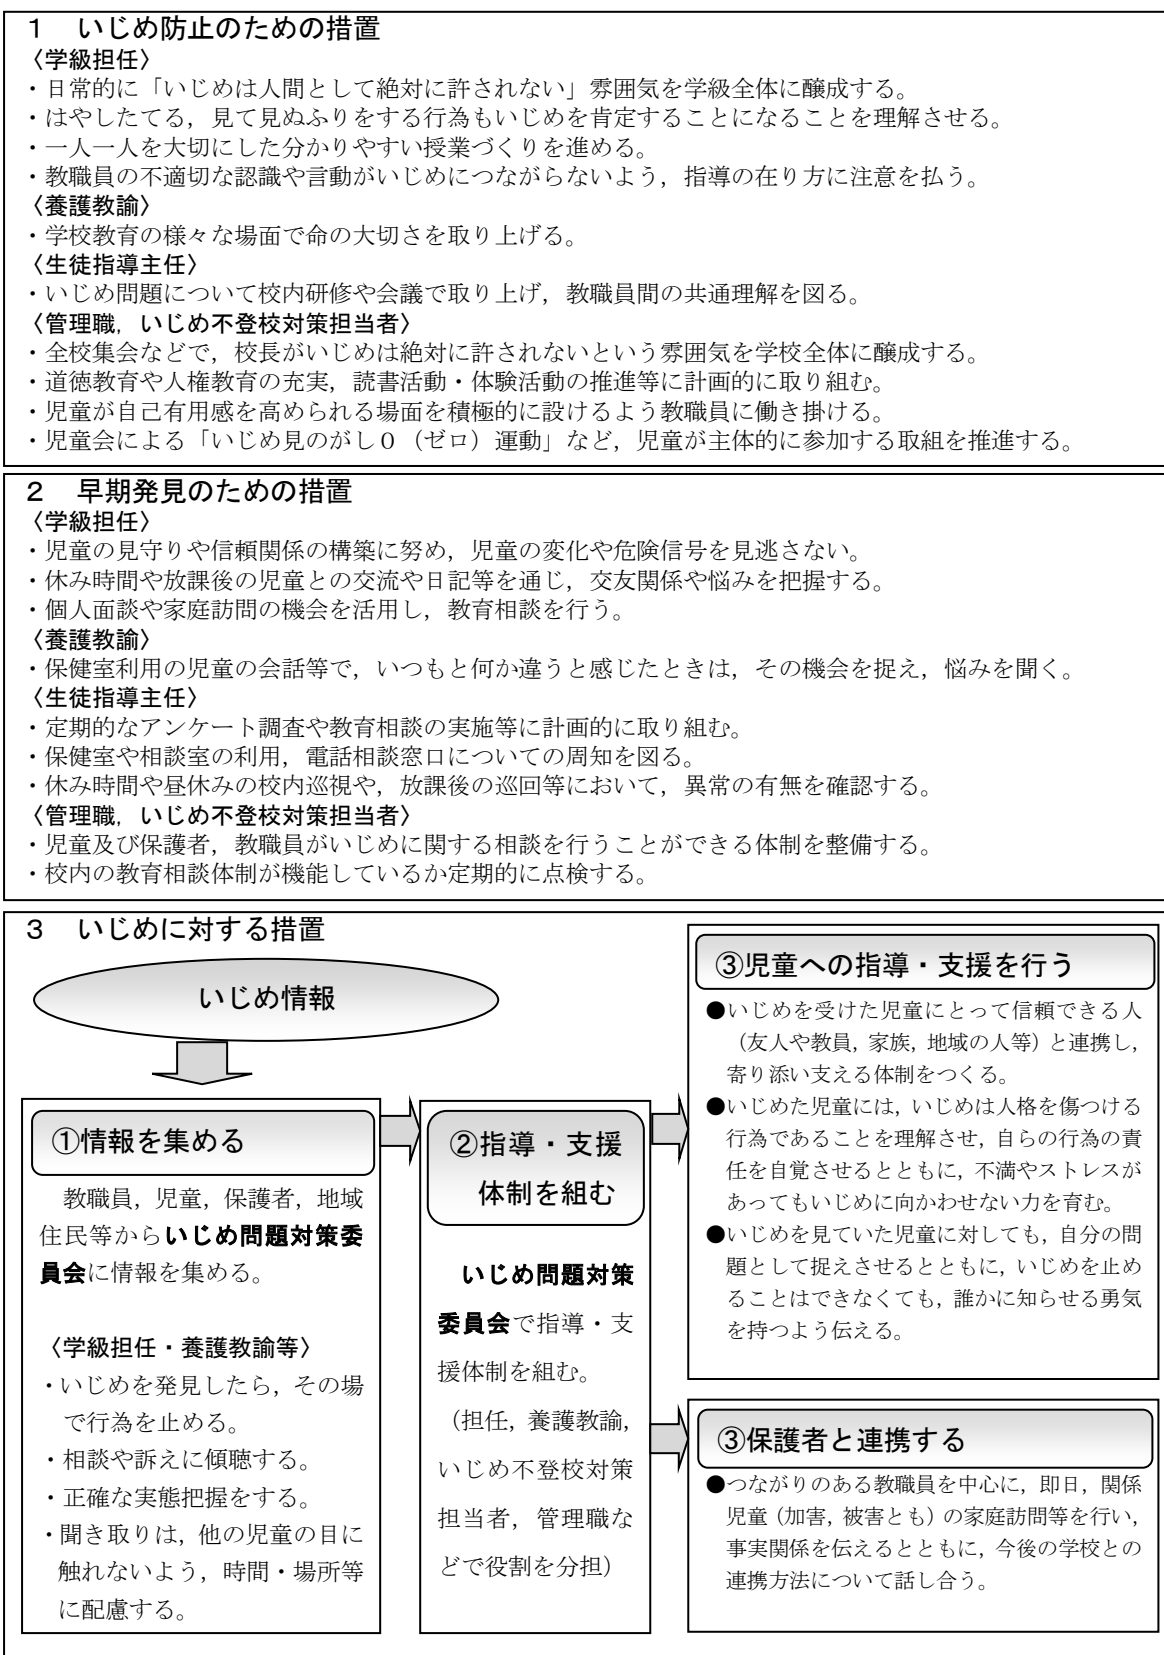 １　いじめ防止のための措置
〈学級担任〉
・日常的に「いじめは人間として絶対に許されない」雰囲気を学級全体に醸成する。
・はやしたてる，見て見ぬふりをする行為もいじめを肯定することになることを理解させる。
・一人一人を大切にした分かりやすい授業づくりを進める。
・教職員の不適切な認識や言動がいじめにつながらないよう，指導の在り方に注意を払う。
〈養護教諭〉
・学校教育の様々な場面で命の大切さを取り上げる。
〈生徒指導主任〉
・いじめ問題について校内研修や会議で取り上げ，教職員間の共通理解を図る。
〈管理職，いじめ不登校対策担当者〉
・全校集会などで，校長がいじめは絶対に許されないという雰囲気を学校全体に醸成する。
・道徳教育や人権教育の充実，読書活動・体験活動の推進等に計画的に取り組む。
・児童が自己有用感を高められる場面を積極的に設けるよう教職員に働き掛ける。
・児童会による「いじめ見のがし０（ゼロ）運動」など，児童が主体的に参加する取組を推進する。
２　早期発見のための措置
〈学級担任〉
・児童の見守りや信頼関係の構築に努め，児童の変化や危険信号を見逃さない。
・休み時間や放課後の児童との交流や日記等を通じ，交友関係や悩みを把握する。
・個人面談や家庭訪問の機会を活用し，教育相談を行う。
〈養護教諭〉
・保健室利用の児童の会話等で，いつもと何か違うと感じたときは，その機会を捉え，悩みを聞く。
〈生徒指導主任〉
・定期的なアンケート調査や教育相談の実施等に計画的に取り組む。
・保健室や相談室の利用，電話相談窓口についての周知を図る。
・休み時間や昼休みの校内巡視や，放課後の巡回等において，異常の有無を確認する。
〈管理職，いじめ不登校対策担当者〉
・児童及び保護者，教職員がいじめに関する相談を行うことができる体制を整備する。
・校内の教育相談体制が機能しているか定期的に点検する。
３　いじめに対する措置
いじめ情報
①情報を集める
教職員，児童，保護者，地域
住民等からいじめ問題対策委
員会に情報を集める。
〈学級担任・養護教諭等〉
・いじめを発見したら，その場
で行為を止める。
・相談や訴えに傾聴する。
・正確な実態把握をする。
・聞き取りは，他の児童の目に
触れないよう，時間・場所等
に配慮する。
②指導・支援
体制を組む
いじめ問題対策
委員会で指導・支
援体制を組む。
（担任，養護教諭，
いじめ不登校対策
担当者，管理職な
どで役割を分担）
③児童への指導・支援を行う
●いじめを受けた児童にとって信頼できる人
（友人や教員，家族，地域の人等）と連携し，
寄り添い支える体制をつくる。
●いじめた児童には，いじめは人格を傷つける
行為であることを理解させ，自らの行為の責
任を自覚させるとともに，不満やストレスが
あってもいじめに向かわせない力を育む。
●いじめを見ていた児童に対しても，自分の問
題として捉えさせるとともに，いじめを止め
ることはできなくても，誰かに知らせる勇気
を持つよう伝える。
③保護者と連携する
●つながりのある教職員を中心に，即日，関係
児童（加害，被害とも）の家庭訪問等を行い，
事実関係を伝えるとともに，今後の学校との
連携方法について話し合う。